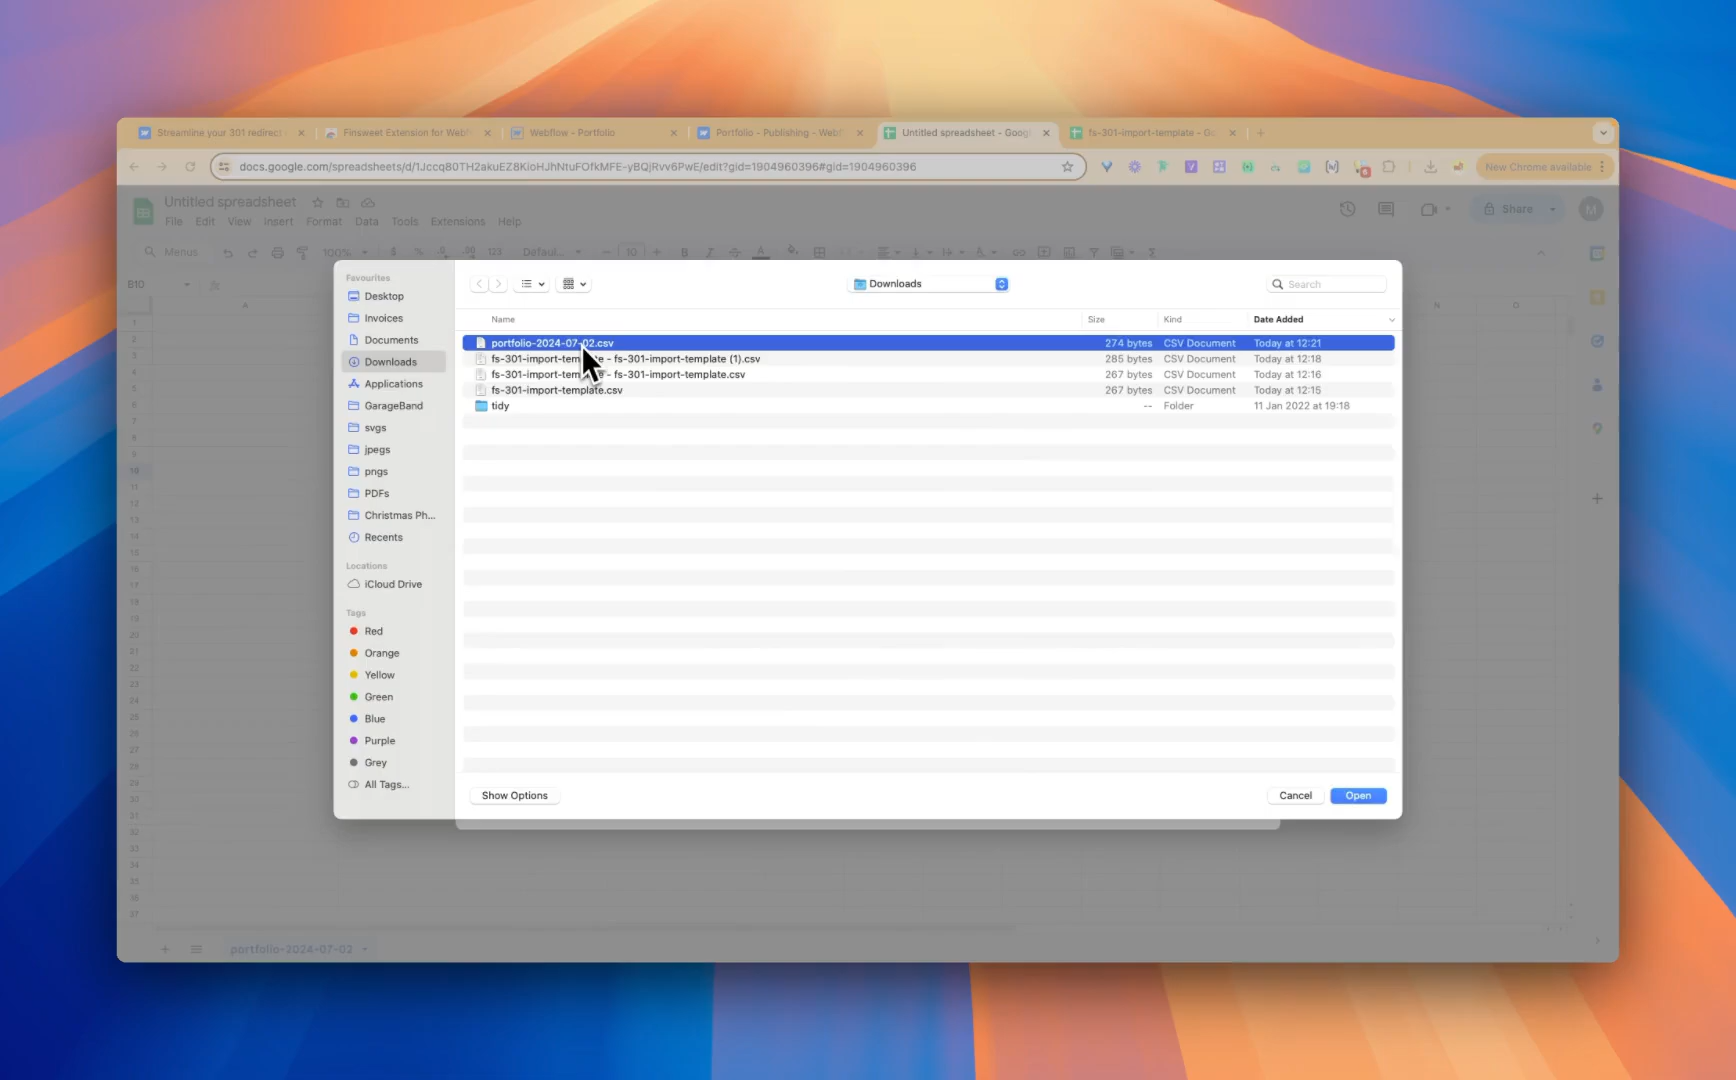 Streamline your 301 redirect
Finsweet Extension for Webf
Webflow - Portfolio
Portfolio - Publishing - Webf
Untitled spreadsheet - Goog
fs-301-import-template - Go
docs.google.com/spreadsheets/d/1Jccq80TH2akuEZ8KioHJhNtuFOfkMFE-yBQjRvv6PwE/edit?gid=1904960396#gid=1904960396
New Chrome available
Untitled spreadsheet
File Edit View Insert Format Data Tools Extensions Help
Share
M
Menus
100%
$ % .0 .00 123
Defaul...
10
B I
B10
fx
Favourites
Desktop
Invoices
Documents
Downloads
Applications
GarageBand
svgs
jpegs
pngs
PDFs
Christmas Ph...
Recents
Locations
iCloud Drive
Tags
Red
Orange
Yellow
Green
Blue
Purple
Grey
All Tags...
Downloads
Search
Name Size Kind Date Added
portfolio-2024-07-02.csv 274 bytes CSV Document Today at 12:21
fs-301-import-temp e - fs-301-import-template (1).csv 285 bytes CSV Document Today at 12:18
fs-301-import-temp - fs-301-import-template.csv 267 bytes CSV Document Today at 12:16
fs-301-import-template.csv 267 bytes CSV Document Today at 12:15
tidy -- Folder 11 Jan 2022 at 19:18
Show Options
Cancel
Open
portfolio-2024-07-02